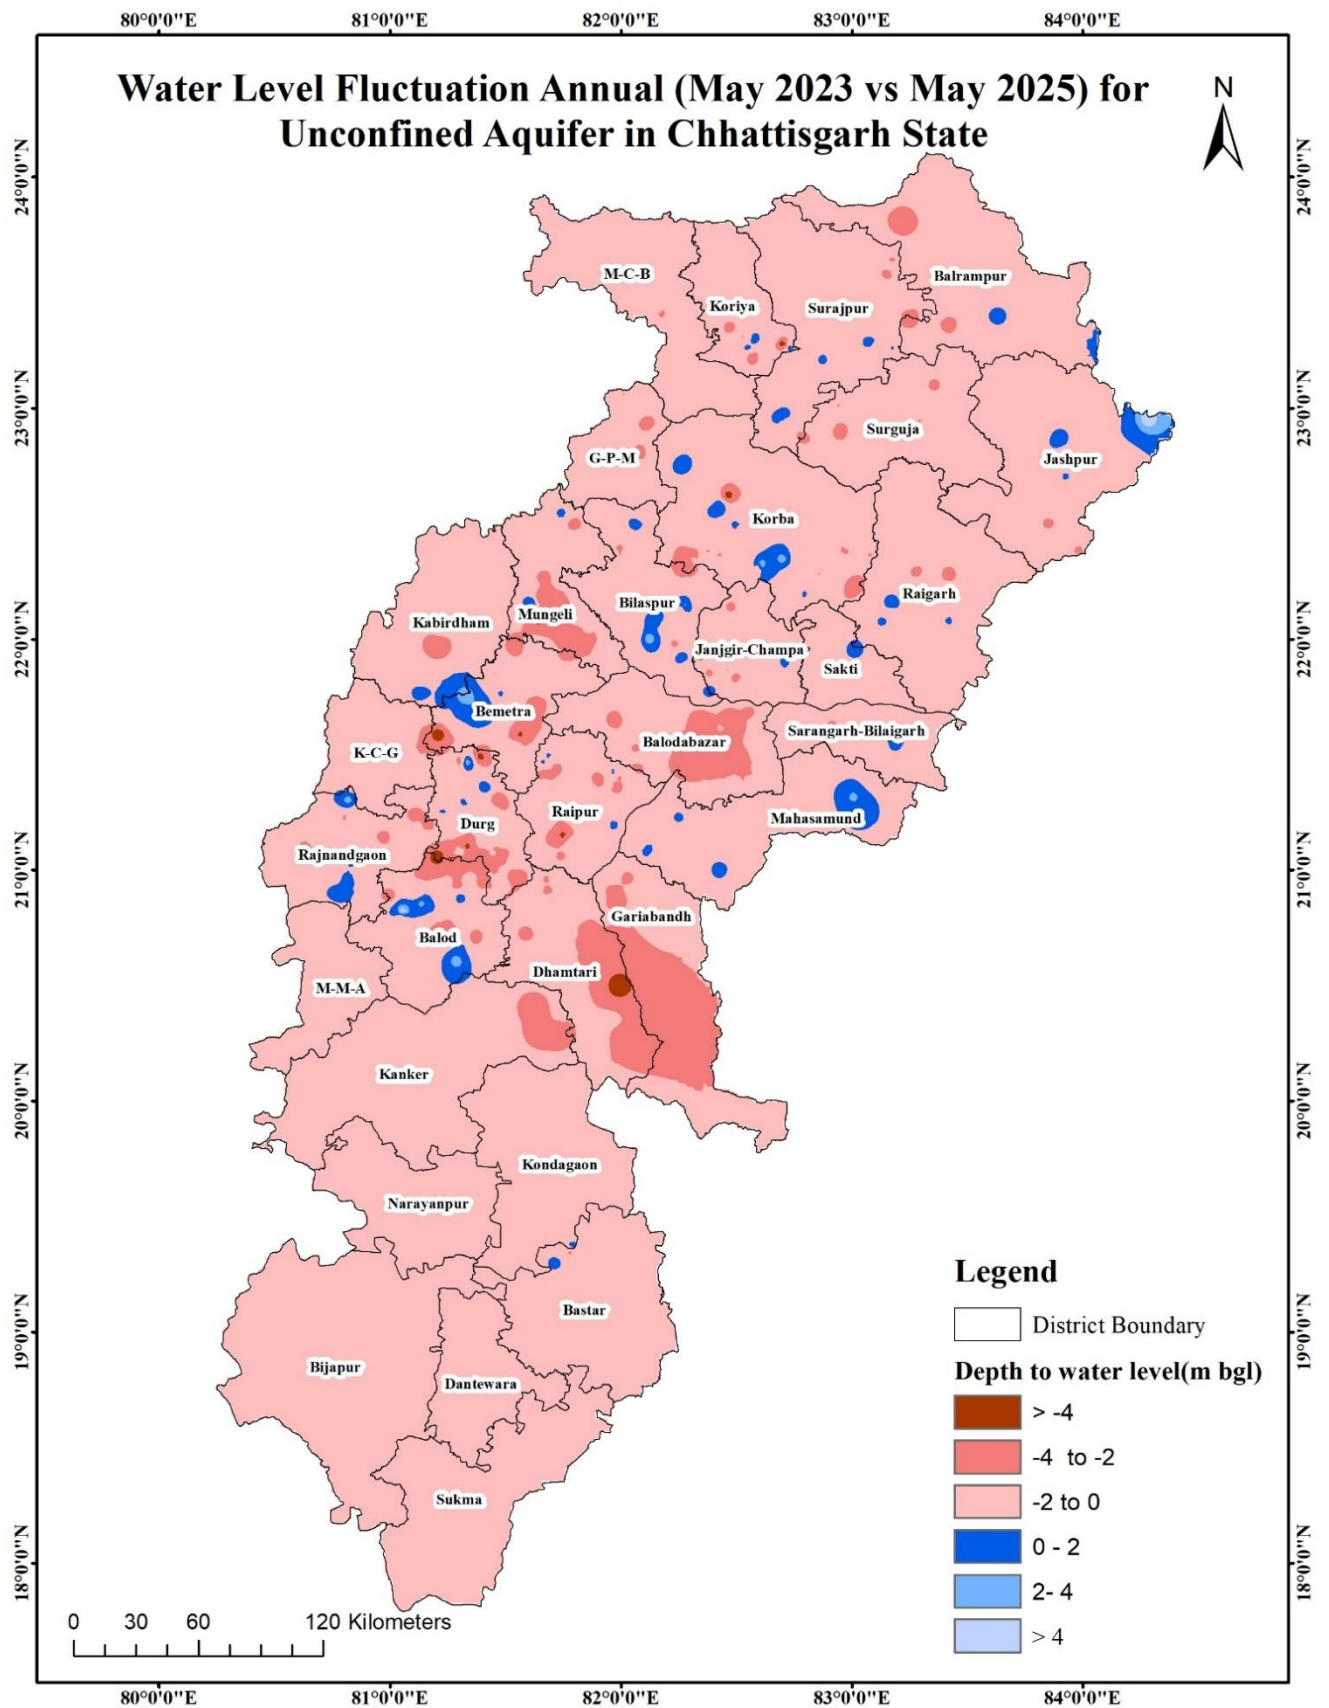 80°0'0"E 81°0'0"E 82°0'0"E 83°0'0"E 84°0'0"E
Water Level Fluctuation Annual (May 2023 vs May 2025) for
Unconfined Aquifer in Chhattisgarh State
N
24°0'0"N 24°0'0"N
M-C-B
Balrampur
Koriya
Surajpur
23°0'0"N 23°0'0"N
Surguja
G-P-M
Jashpur
Korba
Raigarh
Bilaspur
Mungeli
Kabirdham
22°0'0"N 22°0'0"N
Janjgir-Champa
Sakti
Bemetra
Sarangarh-Bilaigarh
Balodabazar
K-C-G
Raipur
Mahasamund
Durg
Rajnandgaon
21°0'0"N 21°0'0"N
Gariabandh
Balod
Dhamtari
M-M-A
Kanker
20°0'0"N 20°0'0"N
Kondagaon
Narayanpur
Bastar
19°0'0"N 19°0'0"N
Bijapur
Dantewara
Sukma
18°0'0"N 18°0'0"N
Legend
District Boundary
Depth to water level(m bgl)
> -4
-4 to -2
-2 to 0
0 - 2
2- 4
> 4
0 30 60 120 Kilometers
80°0'0"E 81°0'0"E 82°0'0"E 83°0'0"E 84°0'0"E